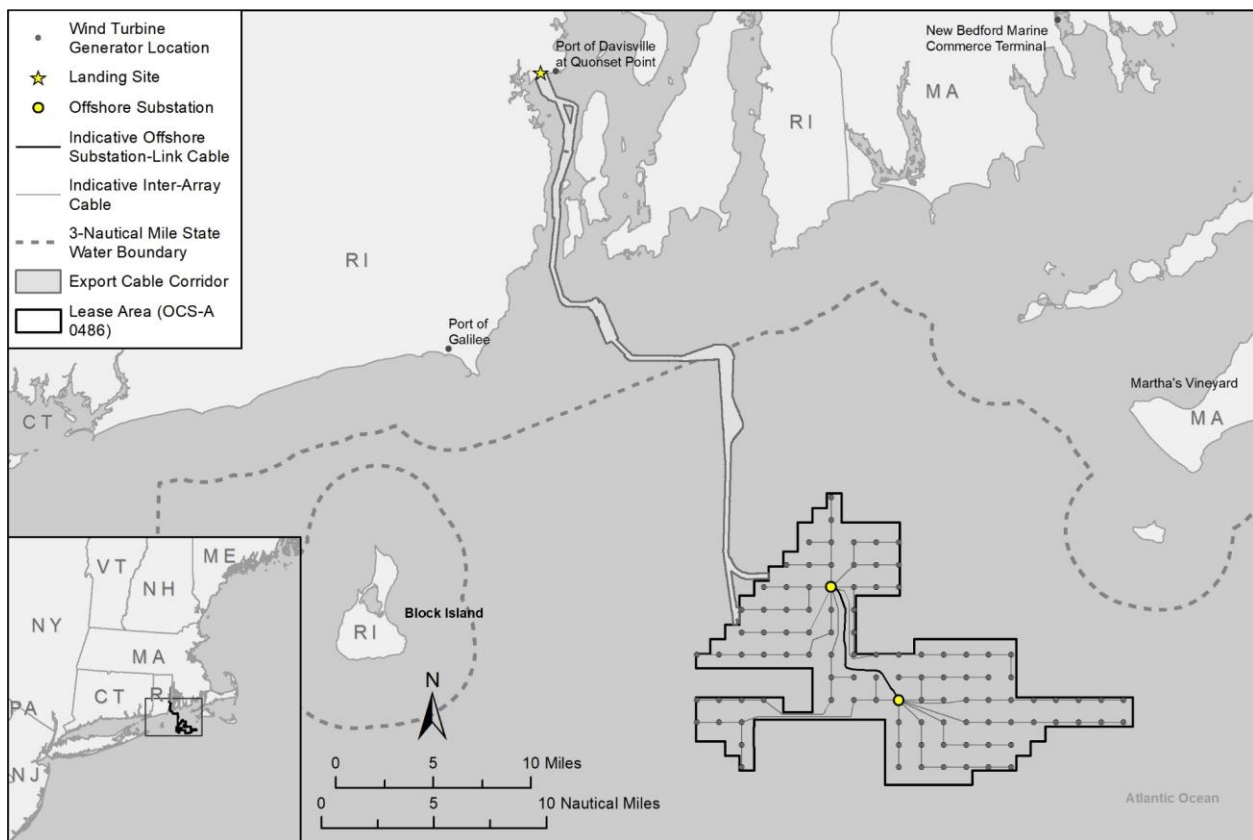 Wind Turbine
Generator Location
Landing Site
Offshore Substation
Indicative Offshore
Substation-Link Cable
Indicative Inter-Array
Cable
3-Nautical Mile State
Water Boundary
Export Cable Corridor
Lease Area (OCS-A
0486)
Port of Davisville
at Quonset Point
New Bedford Marine
Commerce Terminal
MA
RI
RI
Port of
Galilee
Martha's Vineyard
MA
CT
Block Island
RI
N
0 5 10 Miles
0 5 10 Nautical Miles
Atlantic Ocean
ME
VT
NH
NY
MA
CT
RI
PA
NJ